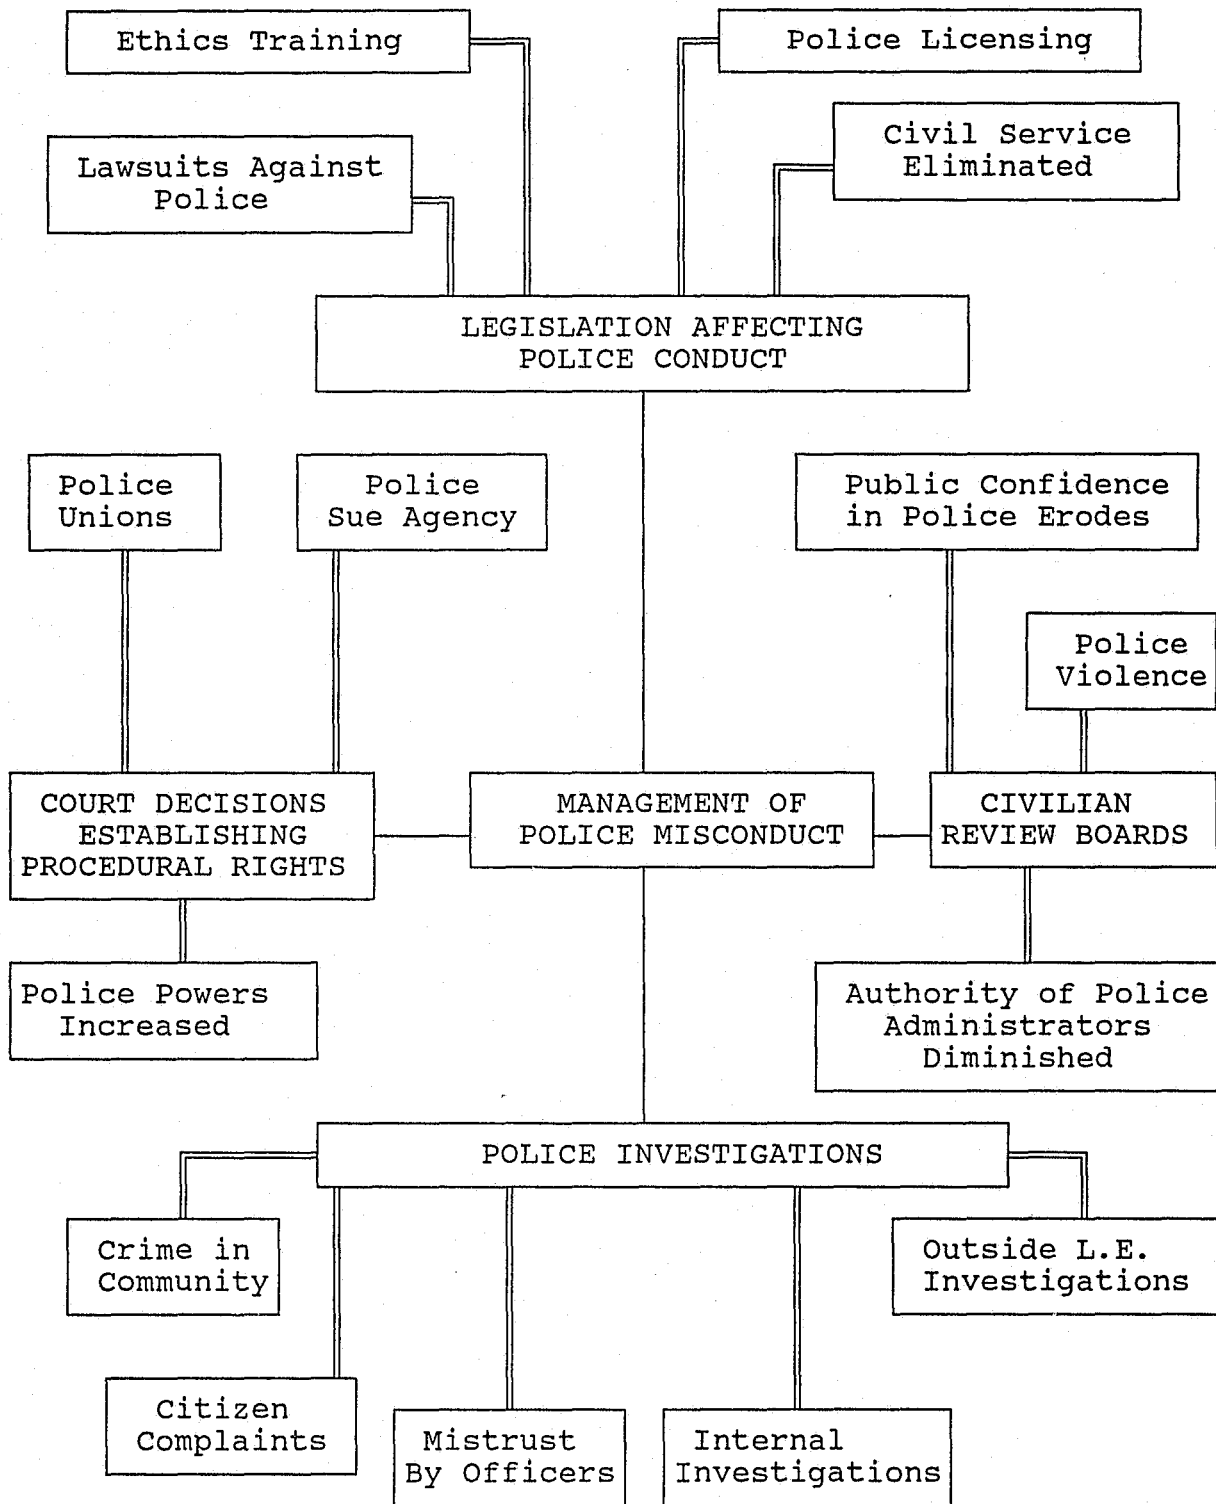 Ethics Training
Police Licensing
Civil Service
Eliminated
Lawsuits Against
Police
LEGISLATION AFFECTING
POLICE CONDUCT
Police
Unions
Police
Sue Agency
Public Confidence
in Police Erodes
Police
Violence
COURT DECISIONS
ESTABLISHING
PROCEDURAL RIGHTS
MANAGEMENT OF
POLICE MISCONDUCT
CIVILIAN
REVIEW BOARDS
Police Powers
Increased
Authority of Police
Administrators
Diminished
POLICE INVESTIGATIONS
Crime in
Community
Outside L.E.
Investigations
Citizen
Complaints
Mistrust
By Officers
Internal
Investigations